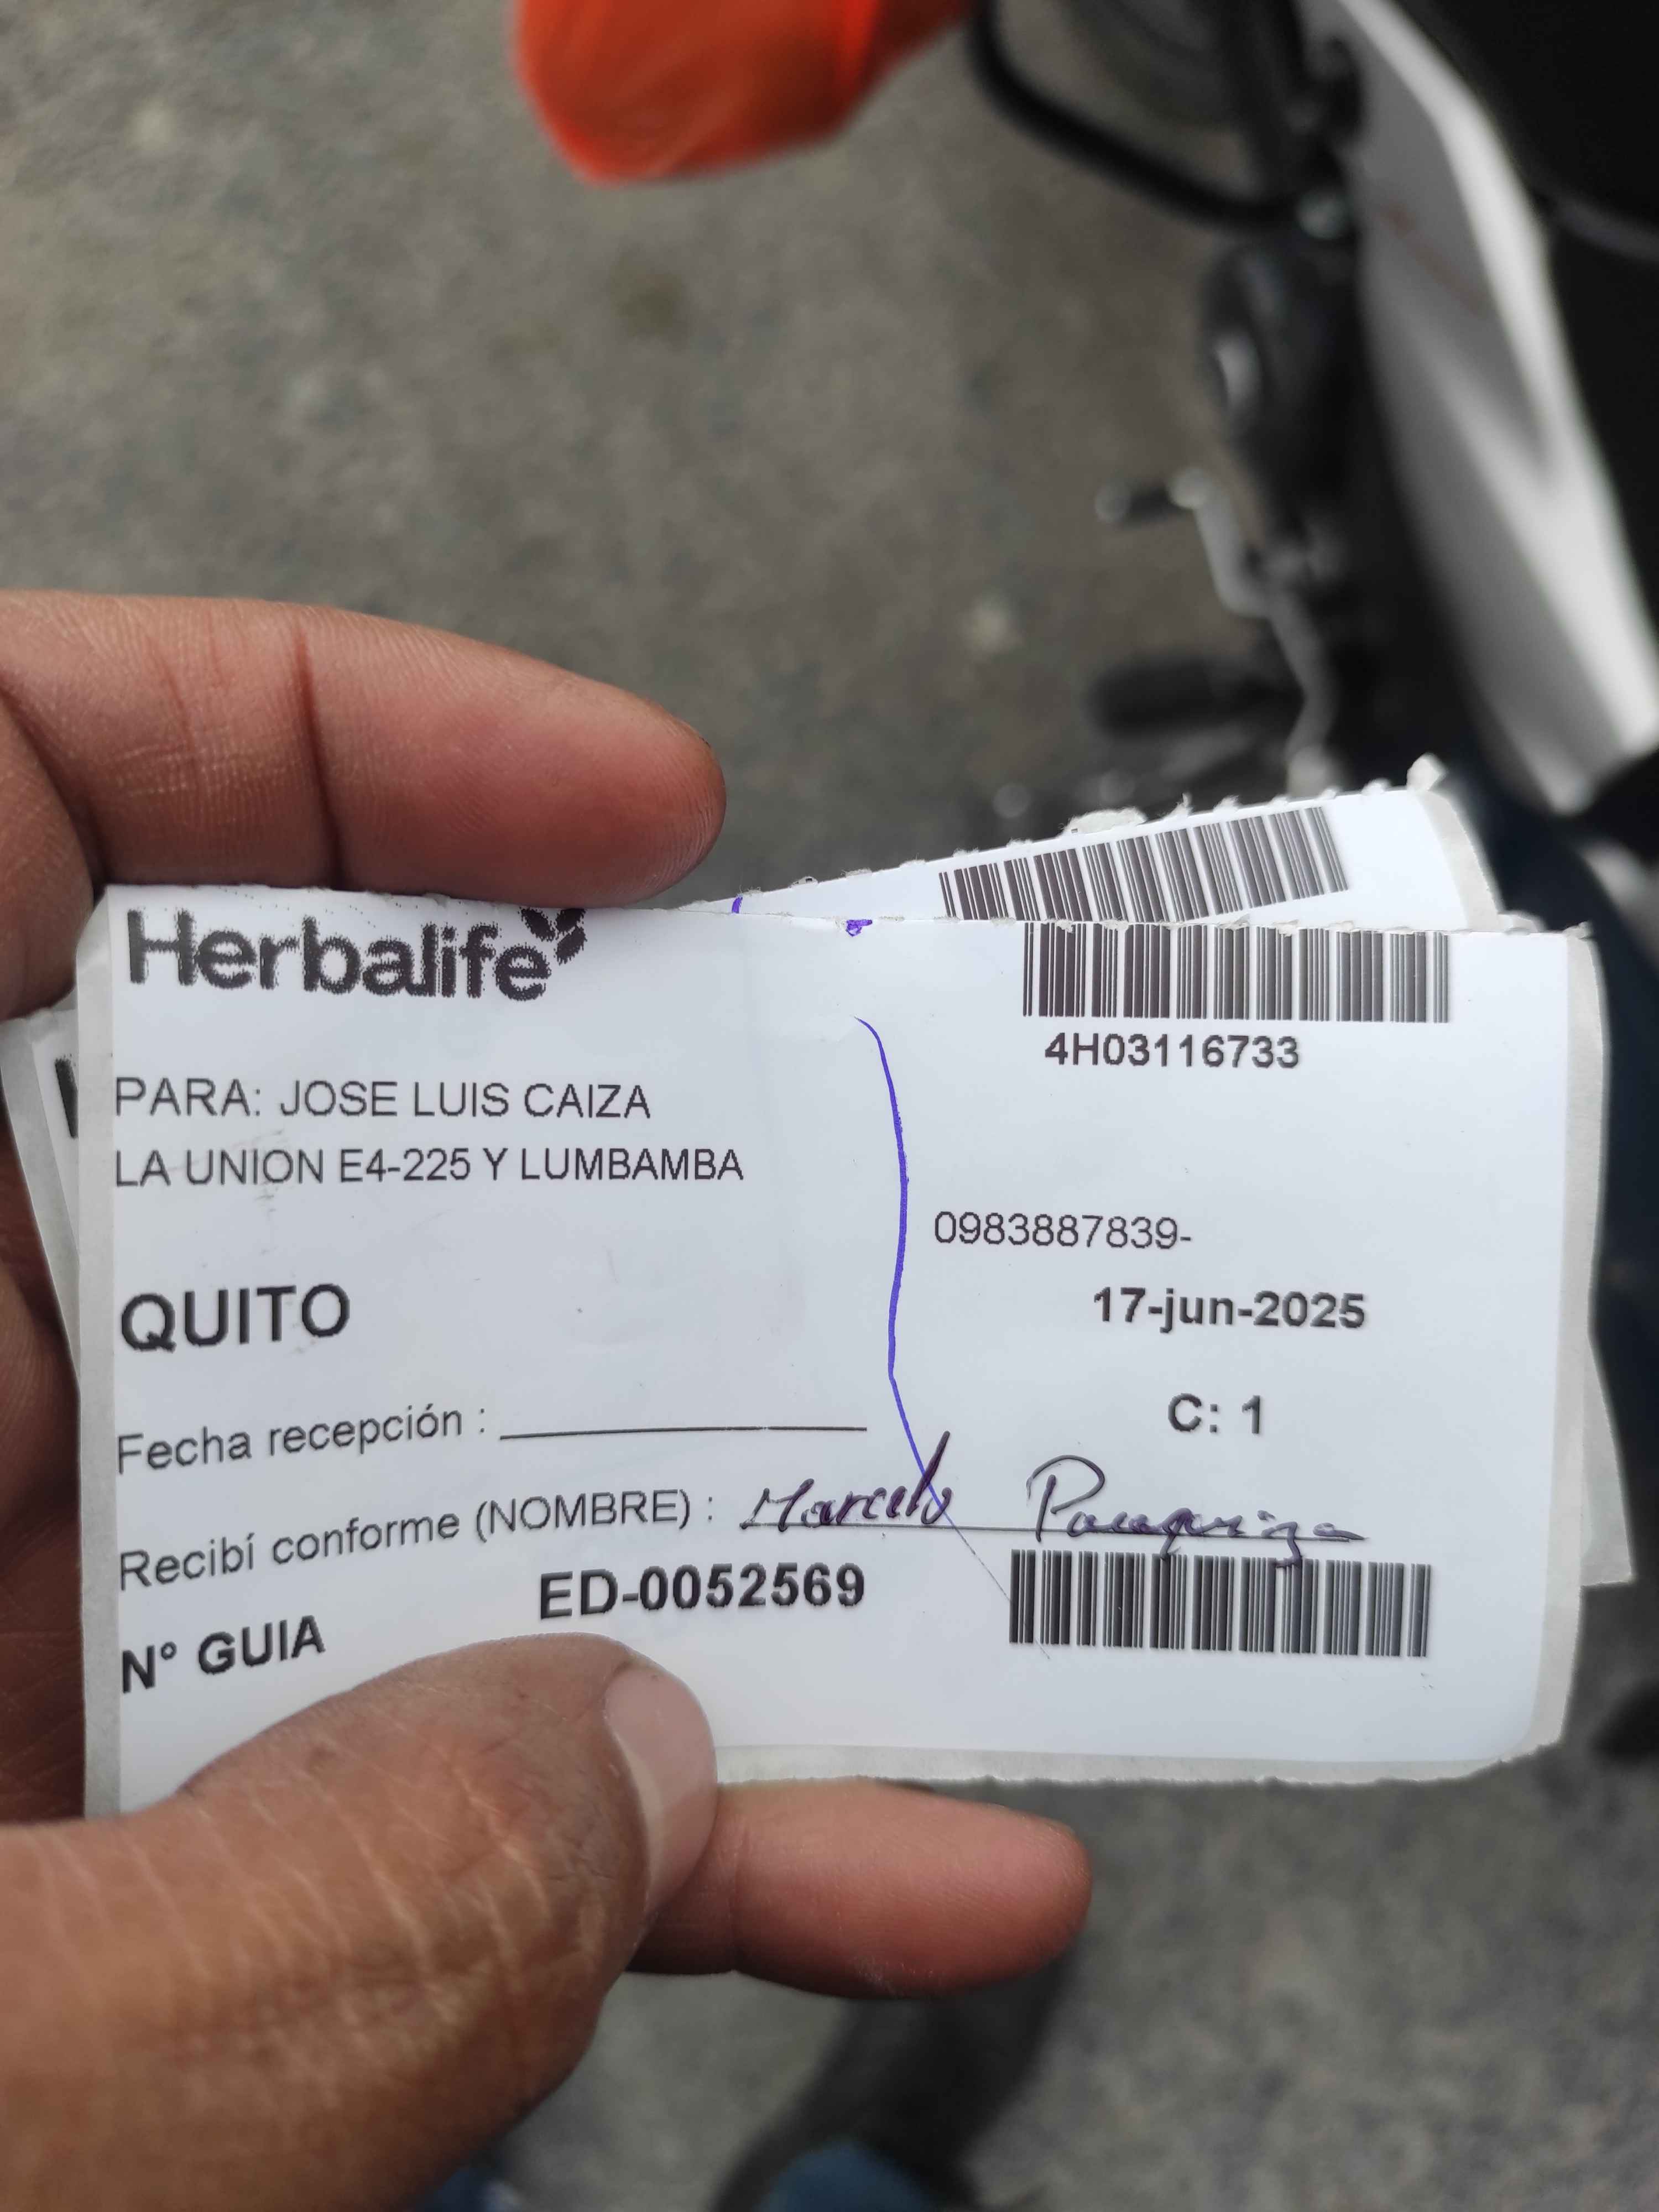 Herbalife
4H03116733
PARA: JOSE LUIS CAIZA
LA UNION E4-225 Y LUMBAMBA
0983887839-
QUITO
17-jun-2025
C: 1
Fecha recepción :
Recibí conforme (NOMBRE) : Marcelo
N° GUIA ED-0052569